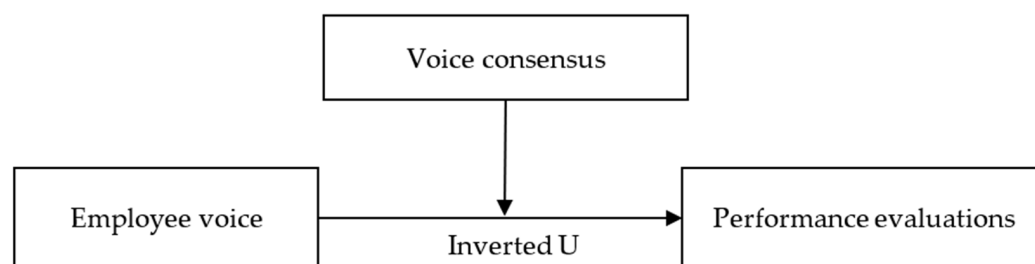 Voice consensus
Employee voice
Performance evaluations
Inverted U